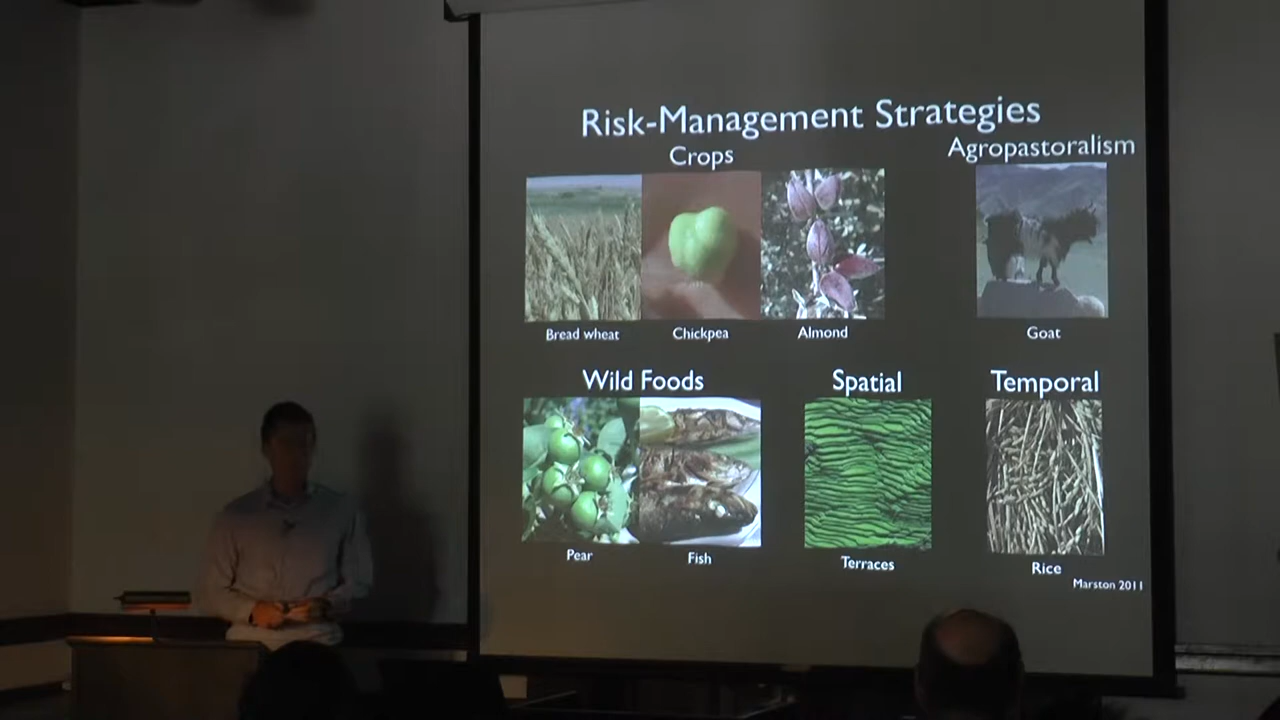 Risk-Management Strategies
Crops
Agropastoralism
Bread wheat
Chickpea
Almond
Goat
Wild Foods
Spatial
Temporal
Pear
Fish
Terraces
Rice
Marston 2011